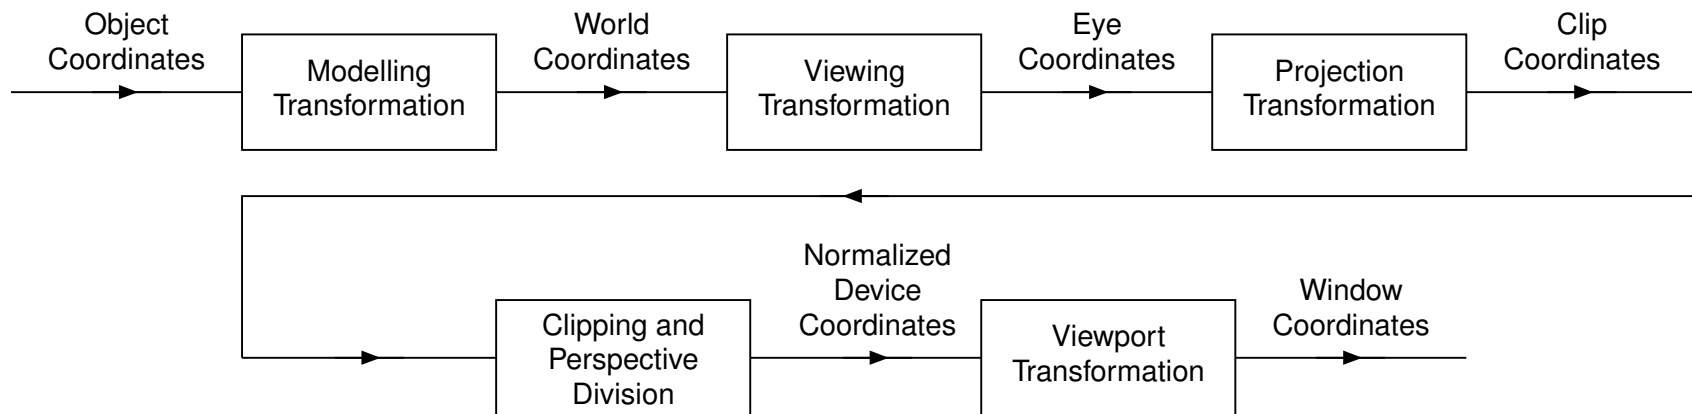 Object
Coordinates
Modelling
Transformation
World
Coordinates
Viewing
Transformation
Eye
Coordinates
Projection
Transformation
Clip
Coordinates
Clipping and
Perspective
Division
Normalized
Device
Coordinates
Viewport
Transformation
Window
Coordinates